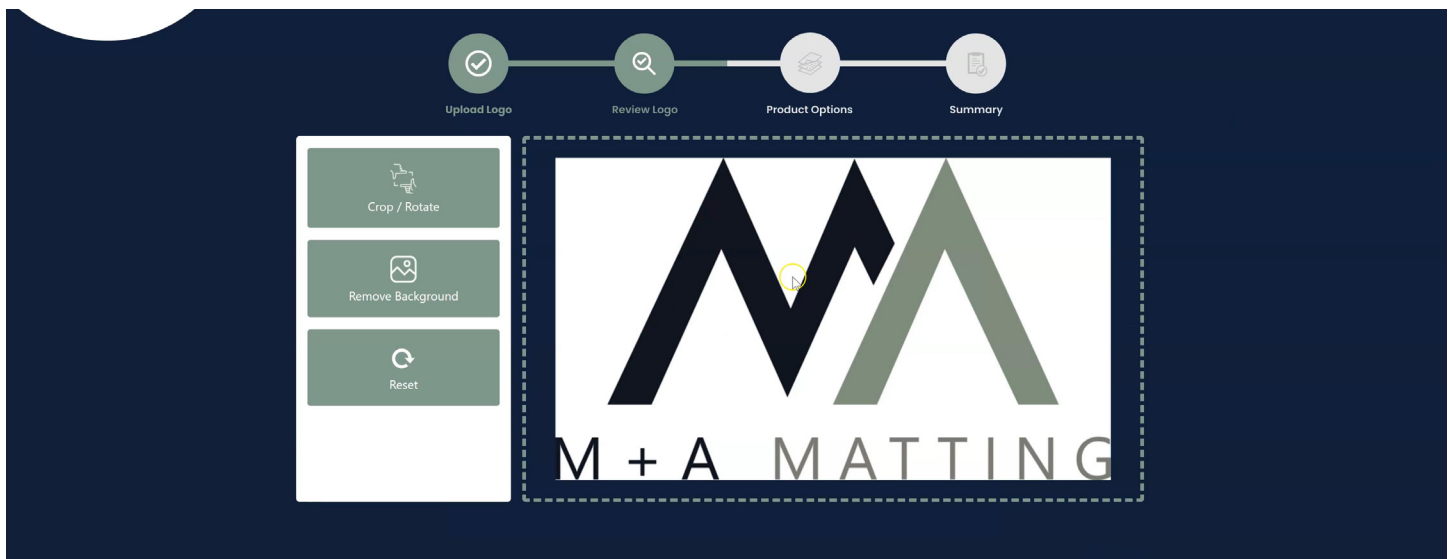 Upload Logo
Review Logo
Product Options
Summary
Crop / Rotate
Remove Background
Reset
M + A MATTING